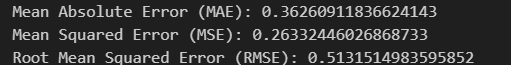 Mean Absolute Error (MAE): 0.36260911836624143
Mean Squared Error (MSE): 0.26332446026868733
Root Mean Squared Error (RMSE): 0.5131514983595852